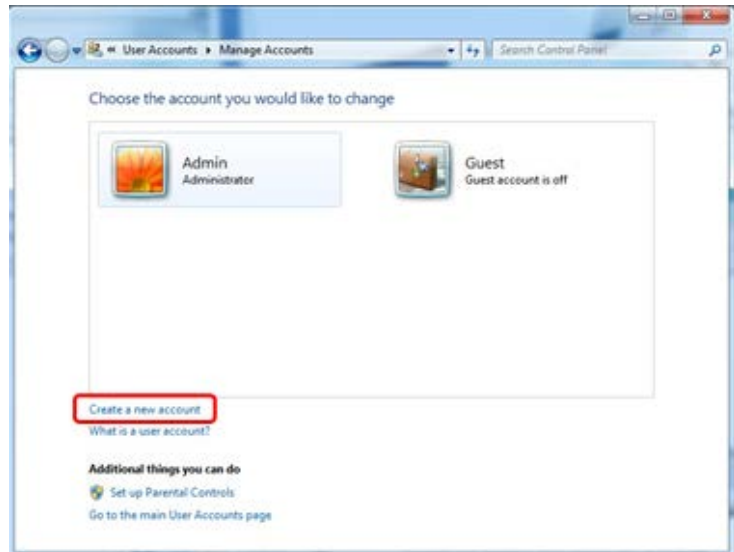 « User Accounts ▸ Manage Accounts
Search Control Panel
Choose the account you would like to change
Admin
Administrator
Guest
Guest account is off
Create a new account
What is a user account?
Additional things you can do
Set up Parental Controls
Go to the main User Accounts page